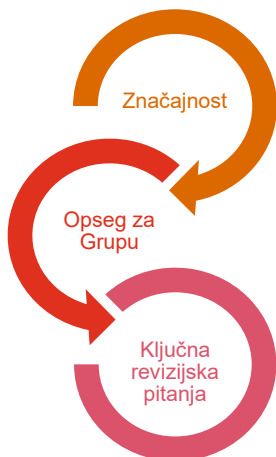 Značajnost
Opseg za
Grupu
Ključna
revizijska
pitanja